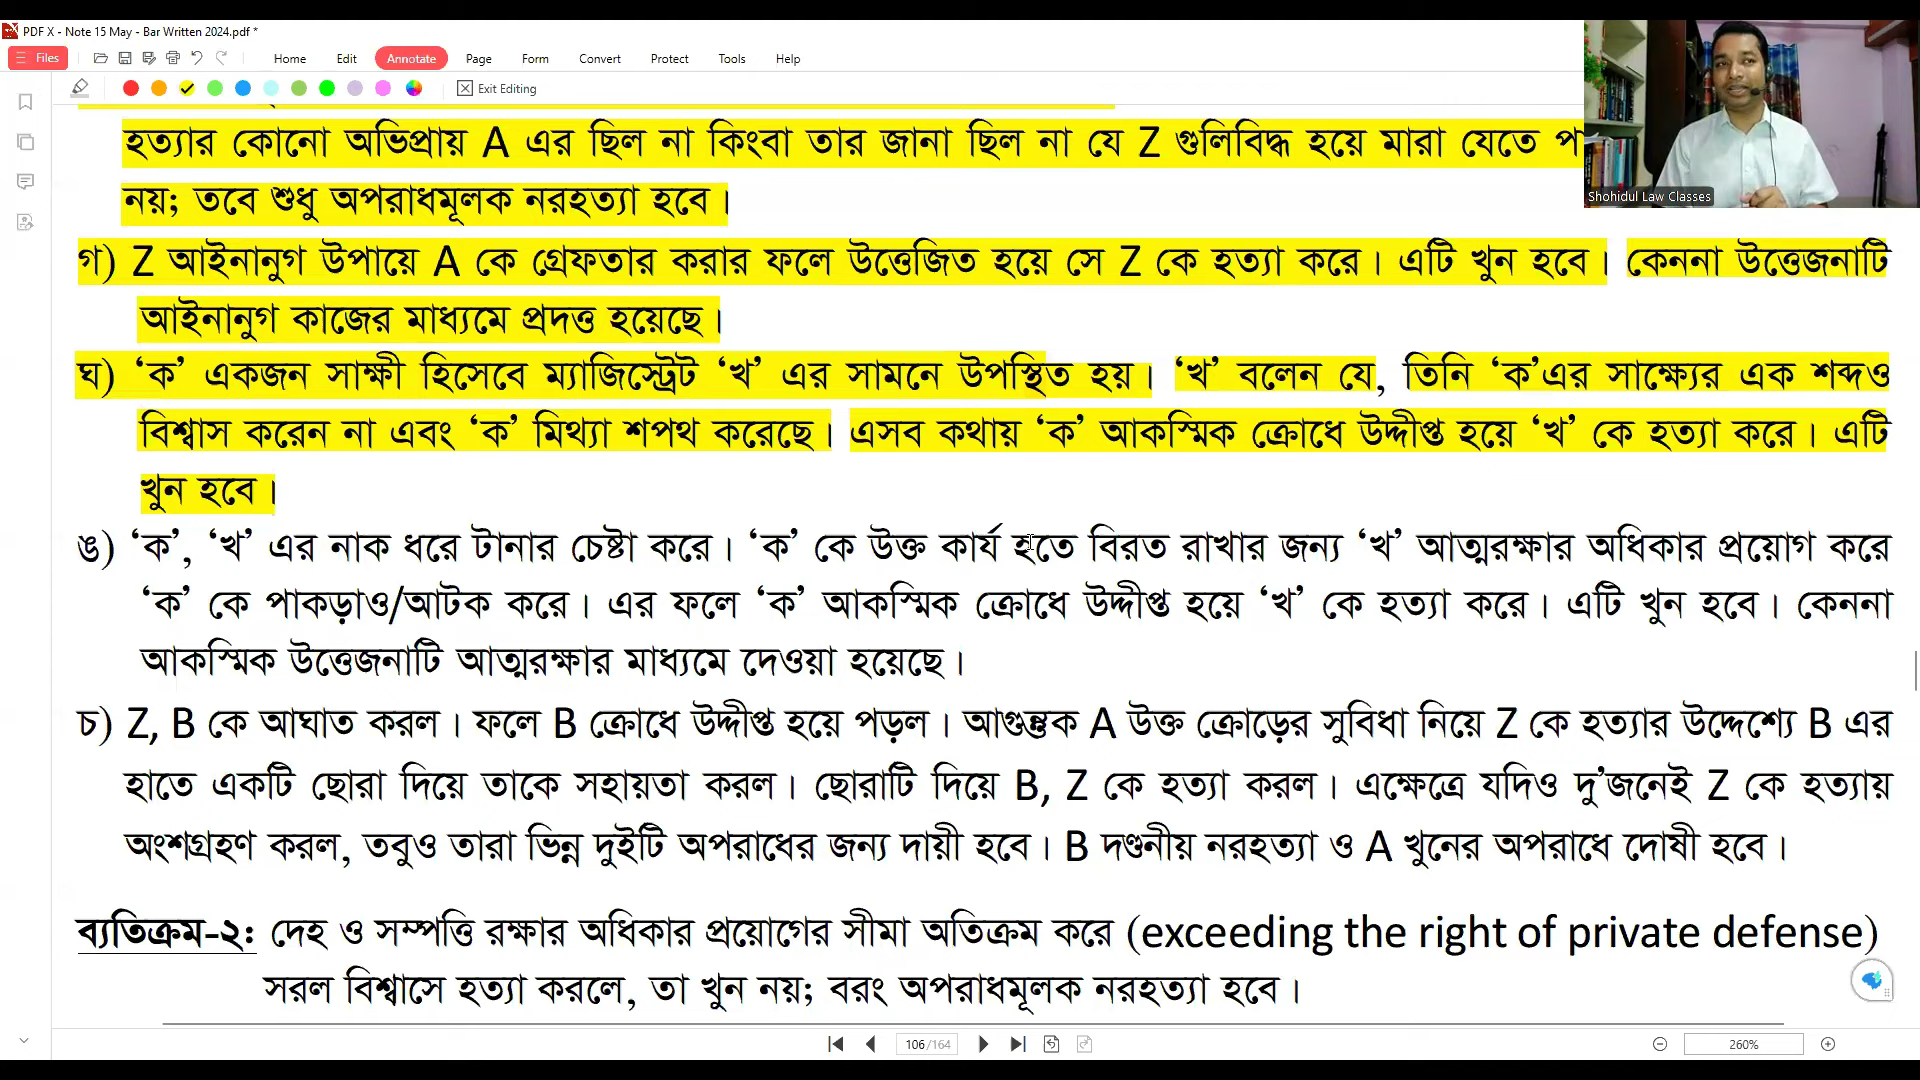 PDF X - Note 15 May - Bar Written 2024.pdf *
Files Home Edit Annotate Page Form Convert Protect Tools Help
Exit Editing
Shohidul Law Classes
হত্যার কোনো অভিপ্রায় A এর ছিল না কিংবা তার জানা ছিল না যে Z গুলিবিদ্ধ হয়ে মারা যেতে
নয়; তবে শুধু অপরাধমূলক নরহত্যা হবে।
গ) Z আইনানুগ উপায়ে A কে গ্রেফতার করার ফলে উত্তেজিত হয়ে সে Z কে হত্যা করে। এটি খুন হবে। কেননা উত্তেজনাটি
আইনানুগ কাজের মাধ্যমে প্রদত্ত হয়েছে।
ঘ) ‘ক’ একজন সাক্ষী হিসেবে ম্যাজিস্ট্রেট ‘খ’ এর সামনে উপস্থিত হয়। ‘খ’ বলেন যে, তিনি ‘ক’এর সাক্ষ্যের এক শব্দও
বিশ্বাস করেন না এবং ‘ক’ মিথ্যা শপথ করেছে। এসব কথায় ‘ক’ আকস্মিক ক্রোধে উদ্দীপ্ত হয়ে ‘খ’ কে হত্যা করে। এটি
খুন হবে।
ঙ) ‘ক’, ‘খ’ এর নাক ধরে টানার চেষ্টা করে। ‘ক’ কে উক্ত কার্য হতে বিরত রাখার জন্য ‘খ’ আত্মরক্ষার অধিকার প্রয়োগ করে
‘ক’ কে পাকড়াও/আটক করে। এর ফলে ‘ক’ আকস্মিক ক্রোধে উদ্দীপ্ত হয়ে ‘খ’ কে হত্যা করে। এটি খুন হবে। কেননা
আকস্মিক উত্তেজনাটি আত্মরক্ষার মাধ্যমে দেওয়া হয়েছে।
চ) Z, B কে আঘাত করল। ফলে B ক্রোধে উদ্দীপ্ত হয়ে পড়ল। আগুন্তুক A উক্ত ক্রোড়ের সুবিধা নিয়ে Z কে হত্যার উদ্দেশ্যে B এর
হাতে একটি ছোরা দিয়ে তাকে সহায়তা করল। ছোরাটি দিয়ে B, Z কে হত্যা করল। এক্ষেত্রে যদিও দু’জনেই Z কে হত্যায়
অংশগ্রহণ করল, তবুও তারা ভিন্ন দুইটি অপরাধের জন্য দায়ী হবে। B দণ্ডনীয় নরহত্যা ও A খুনের অপরাধে দোষী হবে।
ব্যতিক্রম-২: দেহ ও সম্পত্তি রক্ষার অধিকার প্রয়োগের সীমা অতিক্রম করে (exceeding the right of private defense)
সরল বিশ্বাসে হত্যা করলে, তা খুন নয়; বরং অপরাধমূলক নরহত্যা হবে।
106 /164
260%